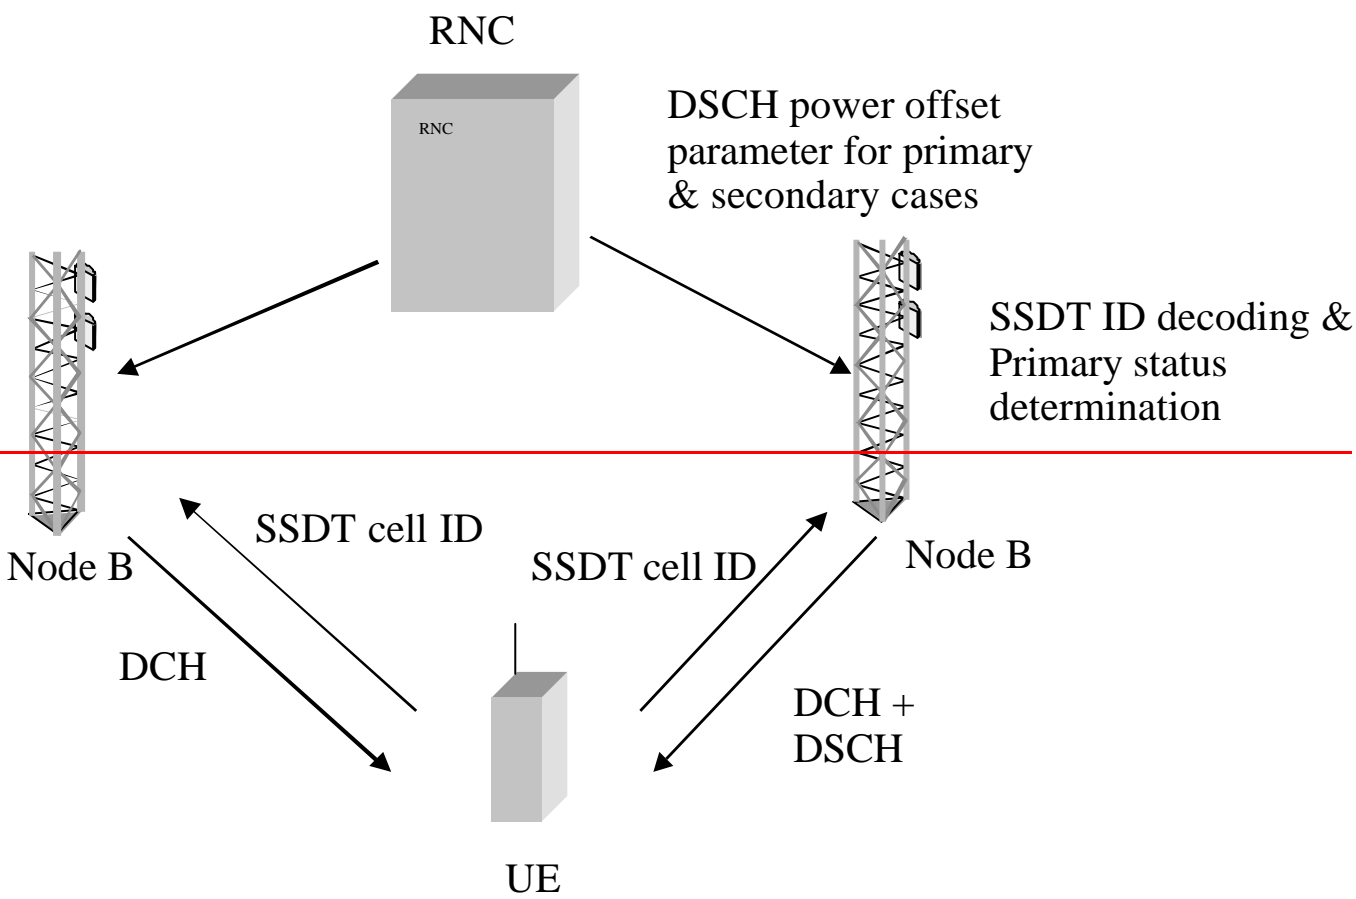 RNC
RNC
DSCH power offset
parameter for primary
& secondary cases
SSDT ID decoding &
Primary status
determination
SSDT cell ID
SSDT cell ID
Node B
Node B
DCH
DCH +
DSCH
UE